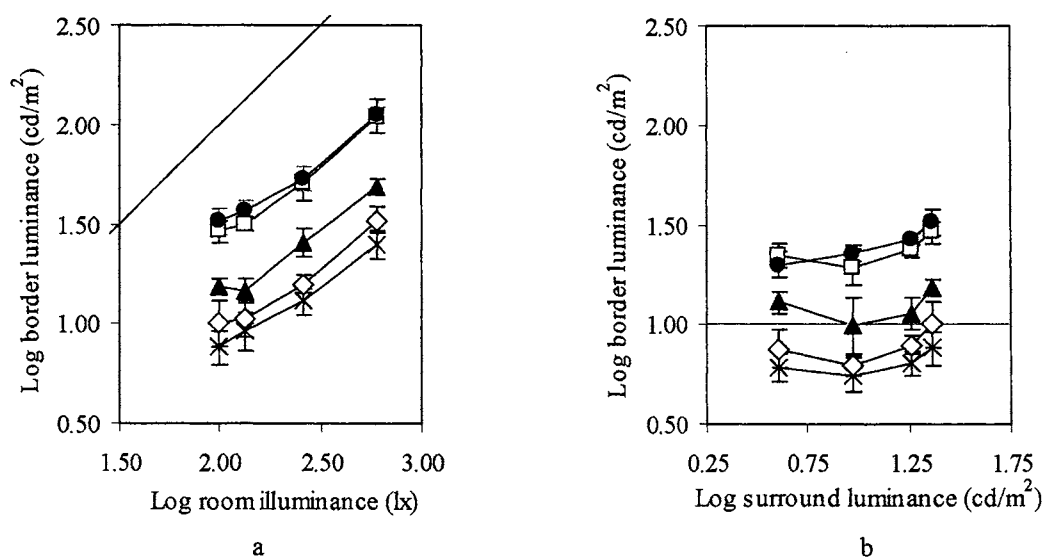 Log border luminance (cd/m²)
2.50
2.00
1.50
1.00
0.50
1.50 2.00 2.50 3.00
Log room illuminance (lx)
a
Log border luminance (cd/m²)
2.50
2.00
1.50
1.00
0.50
0.25 0.75 1.25 1.75
Log surround luminance (cd/m²)
b